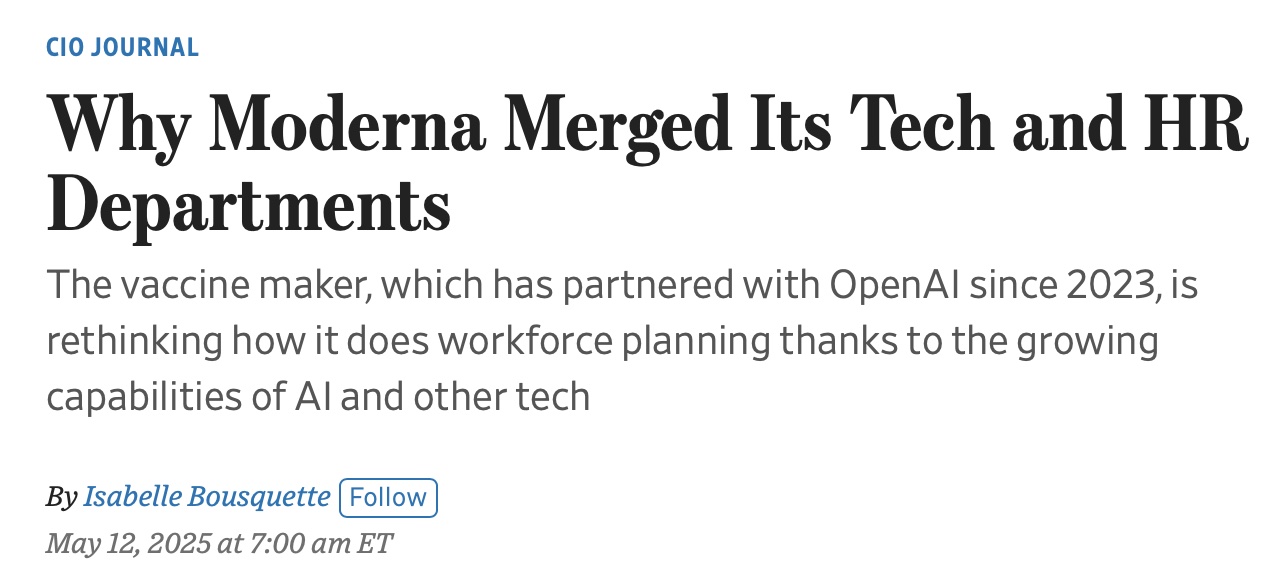 CIO JOURNAL
Why Moderna Merged Its Tech and HR
Departments
The vaccine maker, which has partnered with OpenAI since 2023, is
rethinking how it does workforce planning thanks to the growing
capabilities of AI and other tech
By Isabelle Bousquette Follow
May 12, 2025 at 7:00 am ET